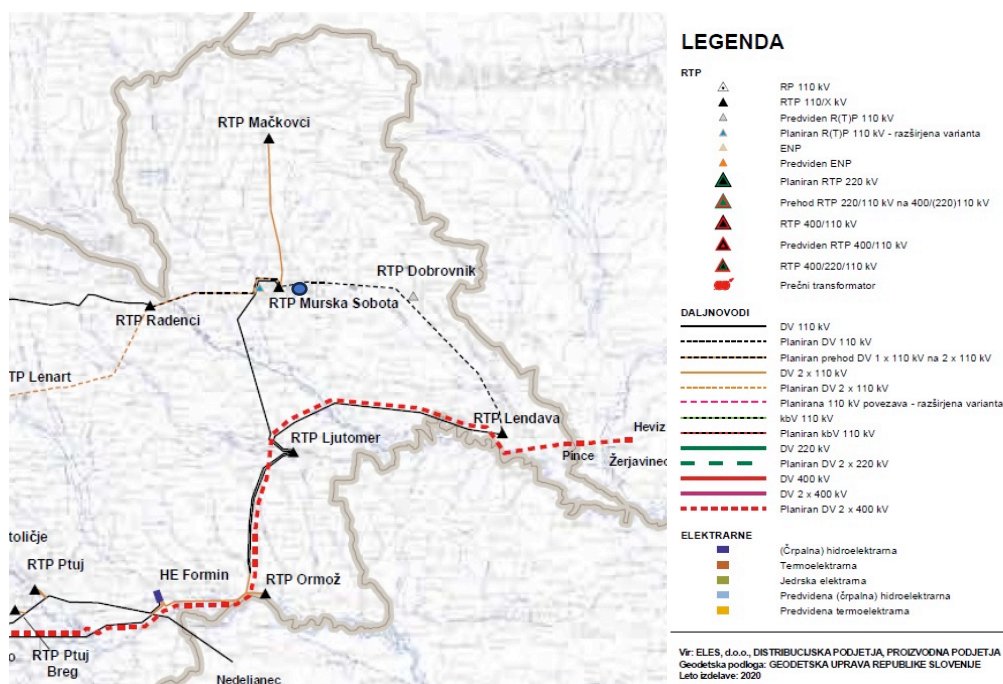 MADŽARSKA
RTP Mačkovci
RTP Dobrovnik
RTP Murska Sobota
RTP Radenci
TP Lenart
RTP Lendava
Heviz
RTP Ljutomer
Pince
Žerjavinec
toličje
RTP Ptuj
HE Formin
RTP Ormož
o
RTP Ptuj
Breg
Nedeljanec
LEGENDA
RTP
RP 110 kV
RTP 110/X kV
Predviden R(T)P 110 kV
Planiran R(T)P 110 kV - razširjena varianta
ENP
Predviden ENP
Planiran RTP 220 kV
Prehod RTP 220/110 kV na 400/(220)110 kV
RTP 400/110 kV
Predviden RTP 400/110 kV
RTP 400/220/110 kV
Prečni transformator
DALJNOVODI
DV 110 kV
Planiran DV 110 kV
Planiran prehod DV 1 x 110 kV na 2 x 110 kV
DV 2 x 110 kV
Planiran DV 2 x 110 kV
Planirana 110 kV povezava - razširjena varianta
kbV 110 kV
Planiran kbV 110 kV
DV 220 kV
Planiran DV 2 x 220 kV
DV 400 kV
DV 2 x 400 kV
Planiran DV 2 x 400 kV
ELEKTRARNE
(Črpalna) hidroelektrarna
Termoelektrarna
Jedrska elektrarna
Predvidena (črpalna) hidroelektrarna
Predvidena termoelektrarna
Vir: ELES, d.o.o., DISTRIBUCIJSKA PODJETJA, PROIZVODNA PODJETJA
Geodetska podloga: GEODETSKA UPRAVA REPUBLIKE SLOVENIJE
Leto izdelave: 2020